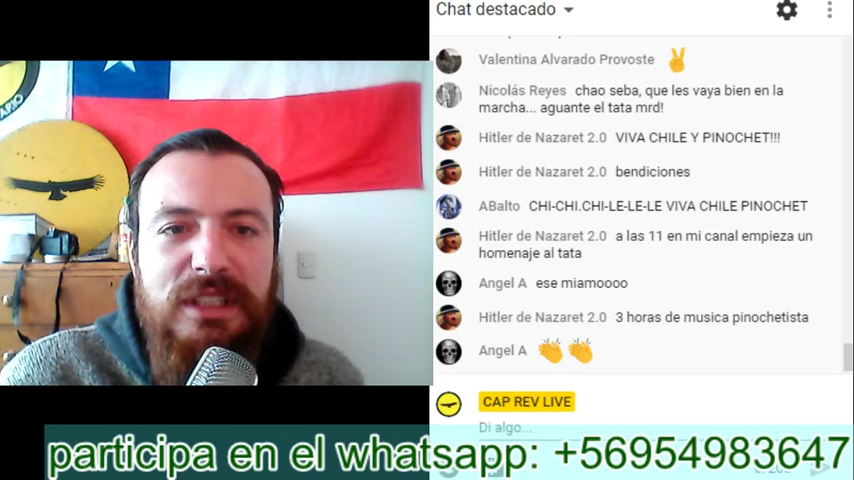 Chat destacado
Valentina Alvarado Provoste ✌
Nicolás Reyes chao seba, que les vaya bien en la
marcha... aguante el tata mrd!
Hitler de Nazaret 2.0 VIVA CHILE Y PINOCHET!!!
Hitler de Nazaret 2.0 bendiciones
ABalto CHI-CHI.CHI-LE-LE-LE VIVA CHILE PINOCHET
Hitler de Nazaret 2.0 a las 11 en mi canal empieza un
homenaje al tata
Angel A ese miamoooo
Hitler de Nazaret 2.0 3 horas de musica pinochetista
Angel A 👏👏
CAP REV LIVE
Di algo...
participa en el whatsapp: +56954983647